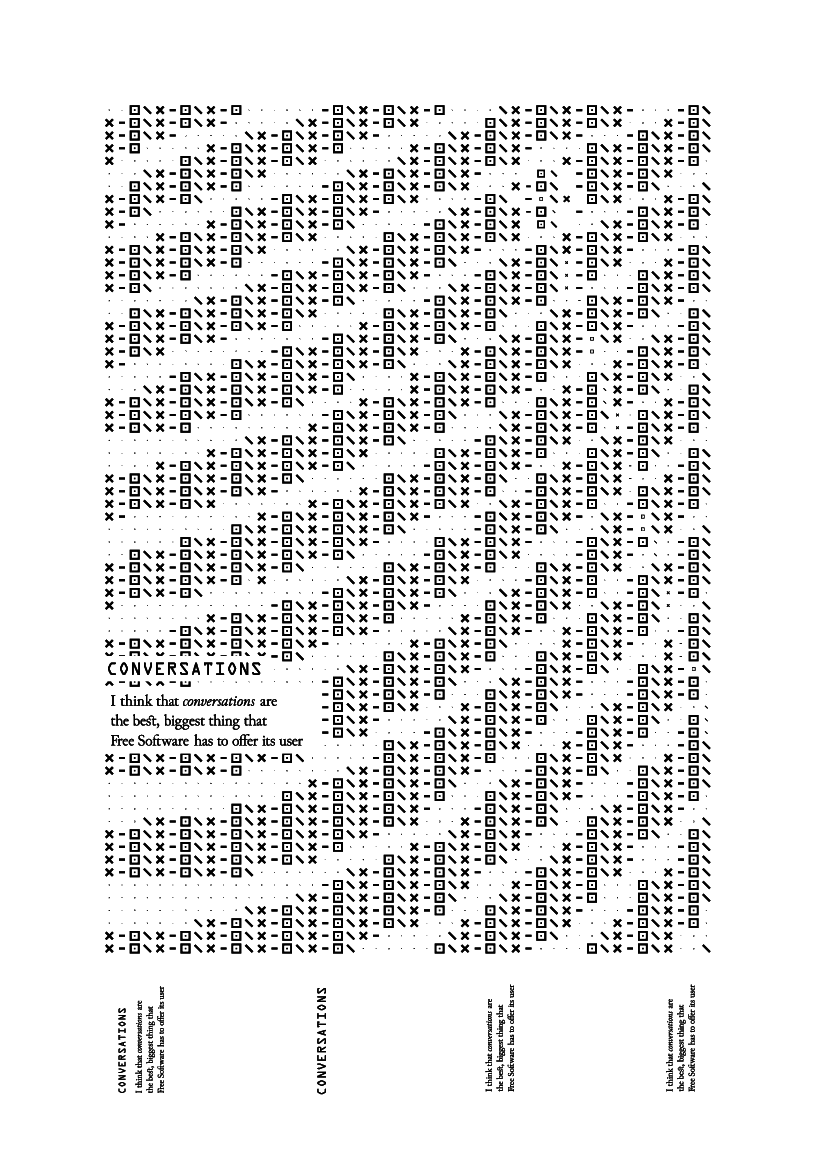 CONVERSATIONS
I think that conversations are
the best, biggest thing that
Free Software has to offer its user
CONVERSATIONS
I think that conversations are
the best, biggest thing that
Free Software has to offer its user
CONVERSATIONS
I think that conversations are
the best, biggest thing that
Free Software has to offer its user
I think that conversations are
the best, biggest thing that
Free Software has to offer its user